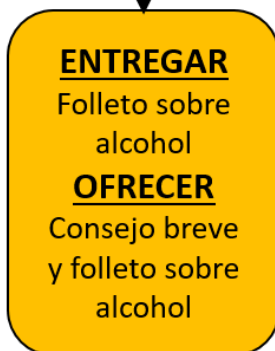 ENTREGAR
Folleto sobre
alcohol
OFRECER
Consejo breve
y folleto sobre
alcohol